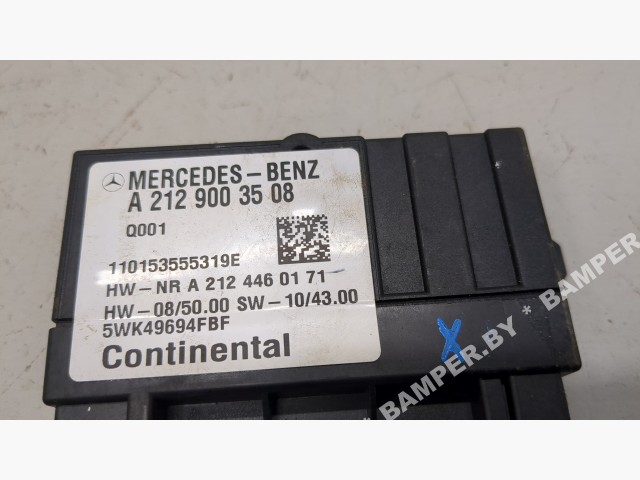 MERCEDES-BENZ
A 212 900 35 08
Q001
110153555319E
HW-NR A 212 446 01 71
HW-08/50.00 SW-10/43.00
5WK49694FBF
Continental
X
* BAMPER.BY * BAMPER.BY